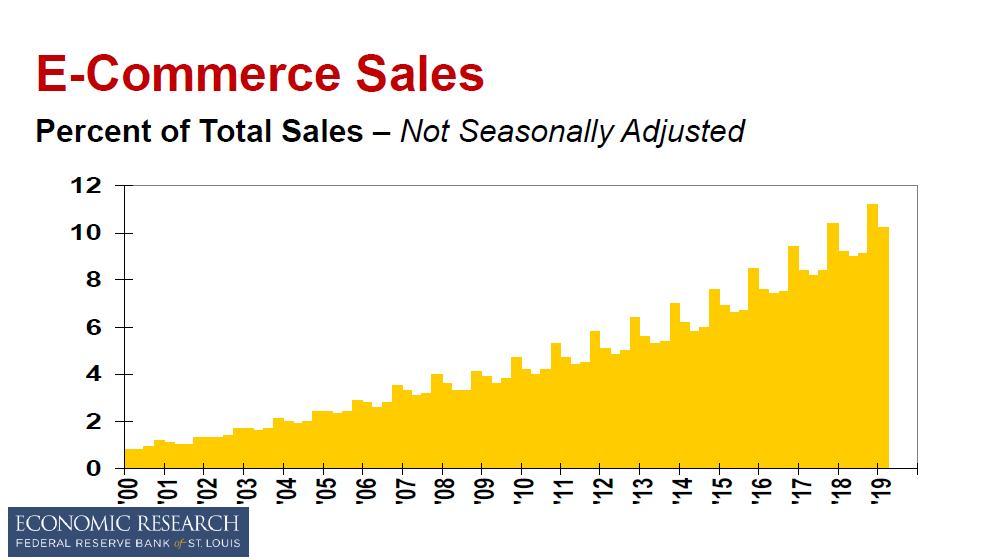 E-Commerce Sales
Percent of Total Sales – Not Seasonally Adjusted
12
10
8
6
4
2
0
'00 '01 '02 '03 '04 '05 '06 '07 '08 '09 '10 '11 '12 '13 '14 '15 '16 '17 '18 '19
ECONOMIC RESEARCH
FEDERAL RESERVE BANK of ST. LOUIS